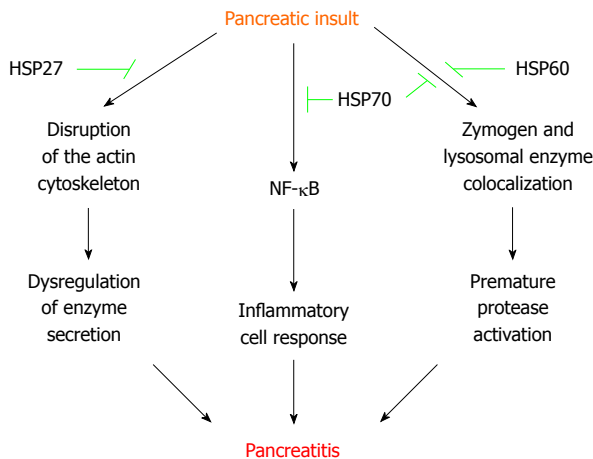 Pancreatic insult
HSP27
HSP60
HSP70
Disruption
of the actin
cytoskeleton
NF-κB
Zymogen and
lysosomal enzyme
colocalization
Dysregulation
of enzyme
secretion
Inflammatory
cell response
Premature
protease
activation
Pancreatitis